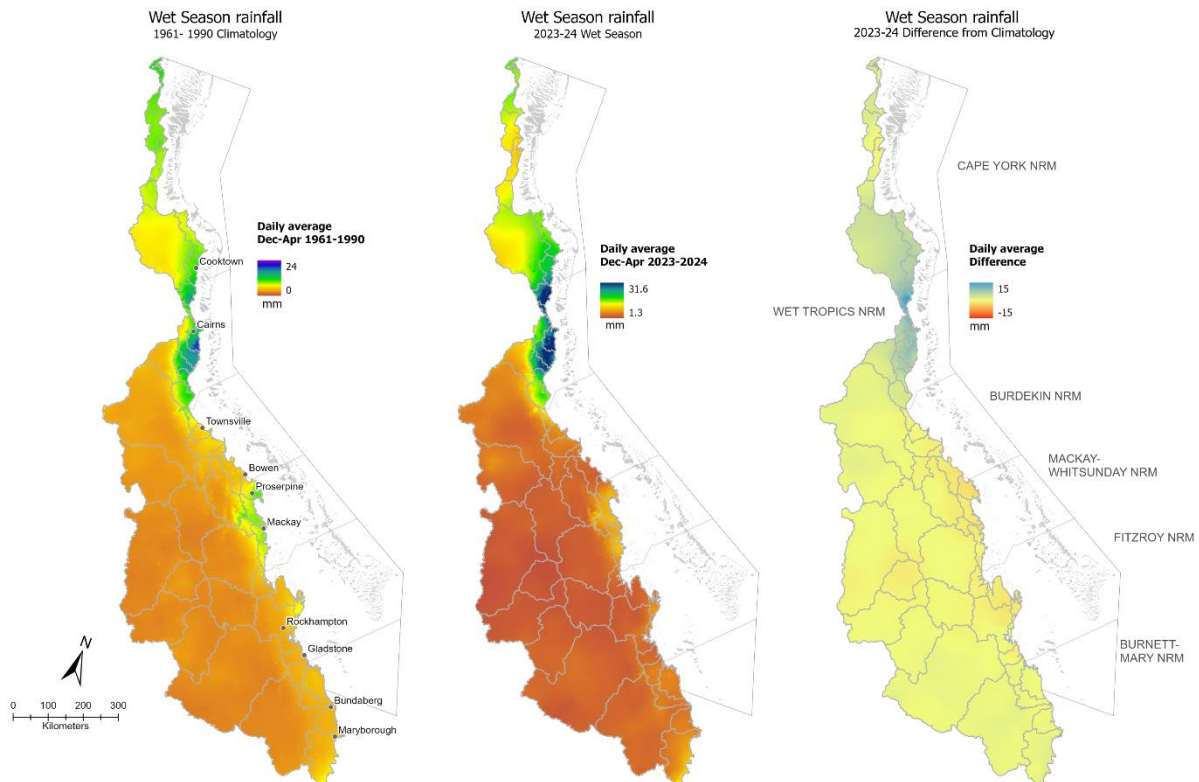 Wet Season rainfall
1961- 1990 Climatology
Daily average
Dec-Apr 1961-1990
24
0
mm
Cooktown
Cairns
Townsville
Bowen
Proserpine
Mackay
Rockhampton
Gladstone
Bundaberg
Maryborough
N
0 100 200 300
Kilometers
Wet Season rainfall
2023-24 Wet Season
Daily average
Dec-Apr 2023-2024
31.6
1.3
mm
Wet Season rainfall
2023-24 Difference from Climatology
CAPE YORK NRM
Daily average
Difference
15
-15
mm
WET TROPICS NRM
BURDEKIN NRM
MACKAY-
WHITSUNDAY NRM
FITZROY NRM
BURNETT-
MARY NRM